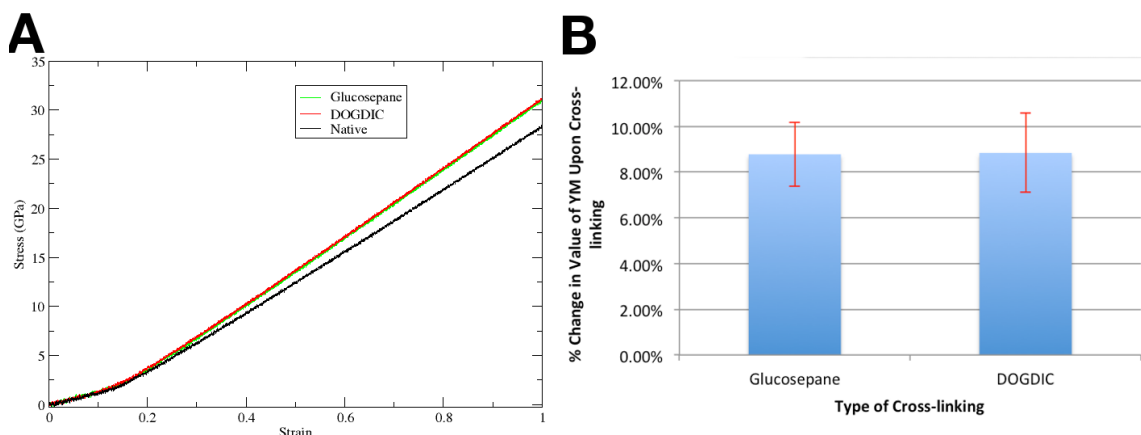 A
35
30
25
20
15
10
5
0
Stress (GPa)
Glucosepane
DOGDIC
Native
0
0.2
0.4
0.6
0.8
1
Strain
B
12.00%
10.00%
8.00%
6.00%
4.00%
2.00%
0.00%
% Change in Value of YM Upon Cross-
linking
Glucosepane
DOGDIC
Type of Cross-linking